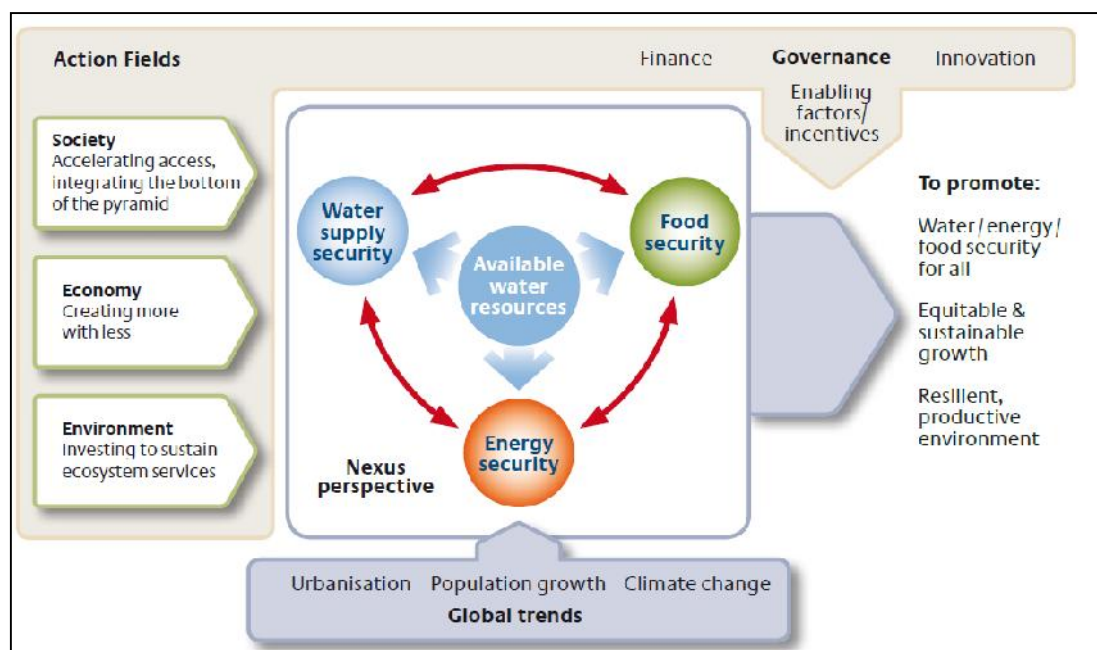 Action Fields
Finance
Governance
Innovation
Enabling
factors/
incentives
Society
Accelerating access,
integrating the bottom
of the pyramid
Economy
Creating more
with less
Environment
Investing to sustain
ecosystem services
Water
supply
security
Food
security
Available
water
resources
Energy
security
Nexus
perspective
To promote:
Water/energy/
food security
for all
Equitable &
sustainable
growth
Resilient,
productive
environment
Urbanisation
Population growth
Climate change
Global trends